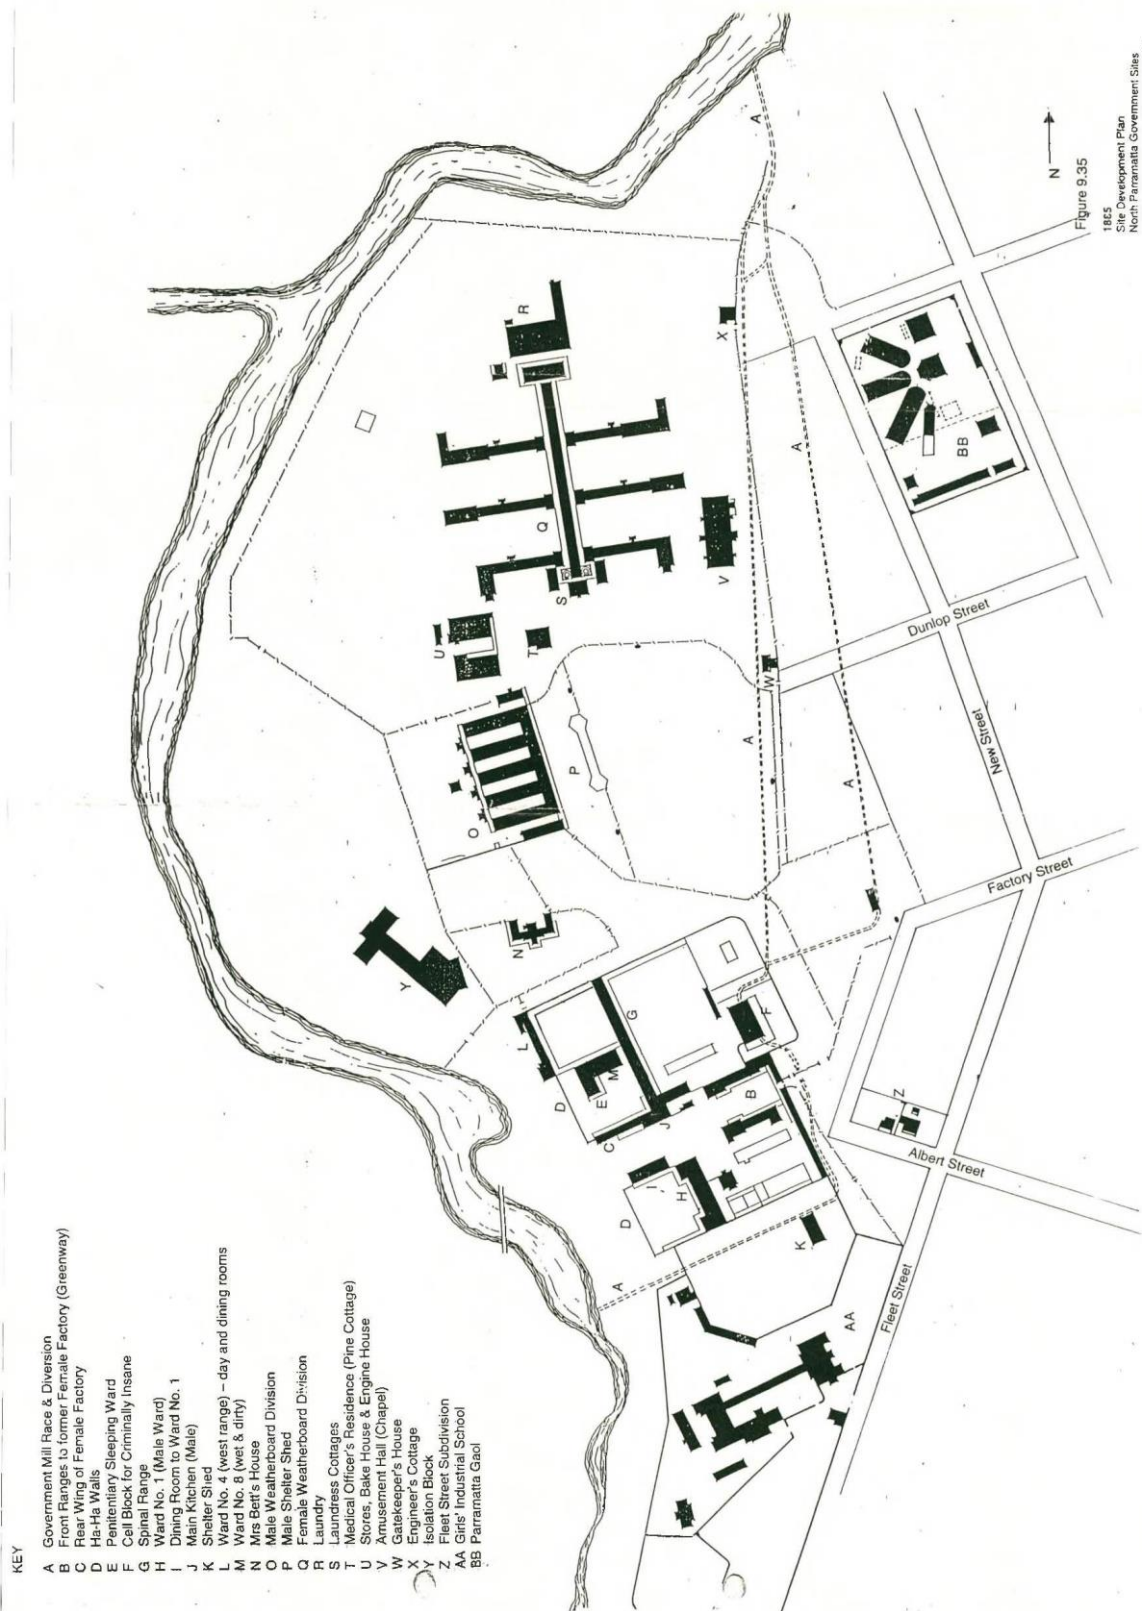 KEY
A Government Mill Race & Diversion
B Front Ranges to former Female Factory (Greenway)
C Rear Wing of Female Factory
D Ha-Ha Walls
E Penitentiary Sleeping Ward
F Cell Block for Criminally Insane
G Spinal Range
H Ward No. 1 (Male Ward)
I Dining Room to Ward No. 1
J Main Kitchen (Male)
K Shelter Shed
L Ward No. 4 (west range) – day and dining rooms
M Ward No. 8 (wet & dirty)
N Mrs Bett's House
O Male Weatherboard Division
P Male Shelter Shed
Q Female Weatherboard Division
R Laundry
S Laundress Cottages
T Medical Officer's Residence (Pine Cottage)
U Stores, Bake House & Engine House
V Amusement Hall (Chapel)
W Gatekeeper's House
X Engineer's Cottage
Y Isolation Block
Z Fleet Street Subdivision
AA Girls' Industrial School
BB Parramatta Gaol
A
R
X
A
Q
BB
S
V
U
T
W
Dunlop Street
A
P
New Street
A
O
Factory Street
N
Y
G
F
L
M
D
E
B
Z
C
J
Albert Street
I
H
D
K
A
Fleet Street
AA
N
Figure 9.35
Site Development Plan
North Parramatta Government Sites